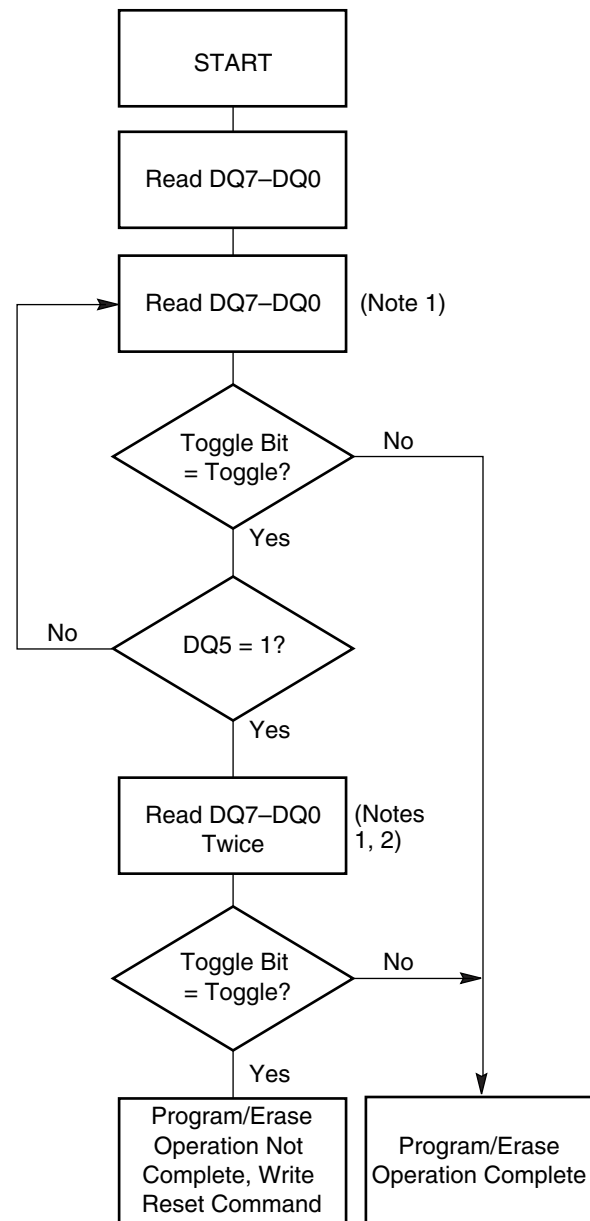 START
Read DQ7–DQ0
Read DQ7–DQ0
(Note 1)
Toggle Bit
= Toggle?
No
Yes
No
DQ5 = 1?
Yes
Read DQ7–DQ0
Twice
(Notes
1, 2)
Toggle Bit
= Toggle?
No
Yes
Program/Erase
Operation Not
Complete, Write
Reset Command
Program/Erase
Operation Complete